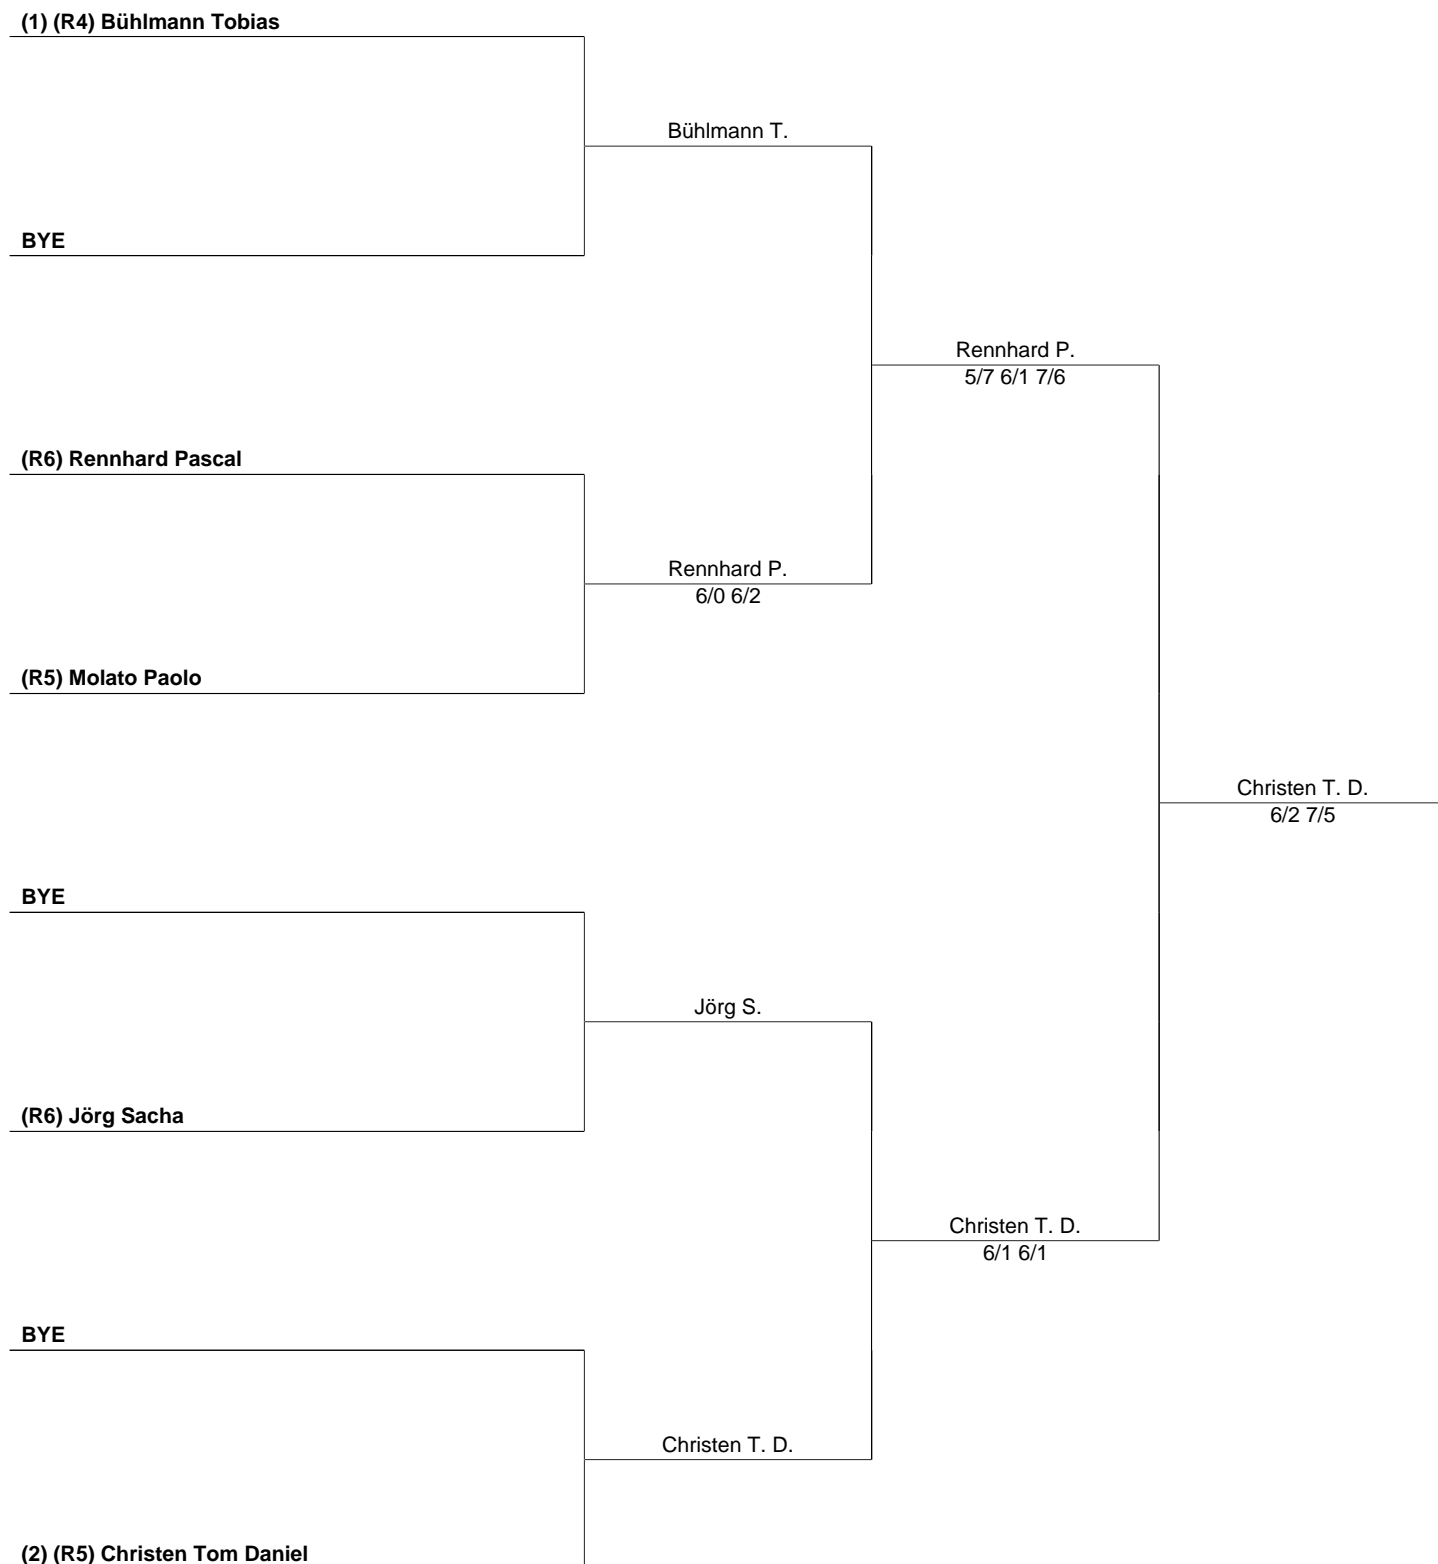 (1) (R4) Bühlmann Tobias
Bühlmann T.
BYE
Rennhard P.
5/7 6/1 7/6
(R6) Rennhard Pascal
Rennhard P.
6/0 6/2
(R5) Molato Paolo
Christen T. D.
6/2 7/5
BYE
Jörg S.
(R6) Jörg Sacha
Christen T. D.
6/1 6/1
BYE
Christen T. D.
(2) (R5) Christen Tom Daniel